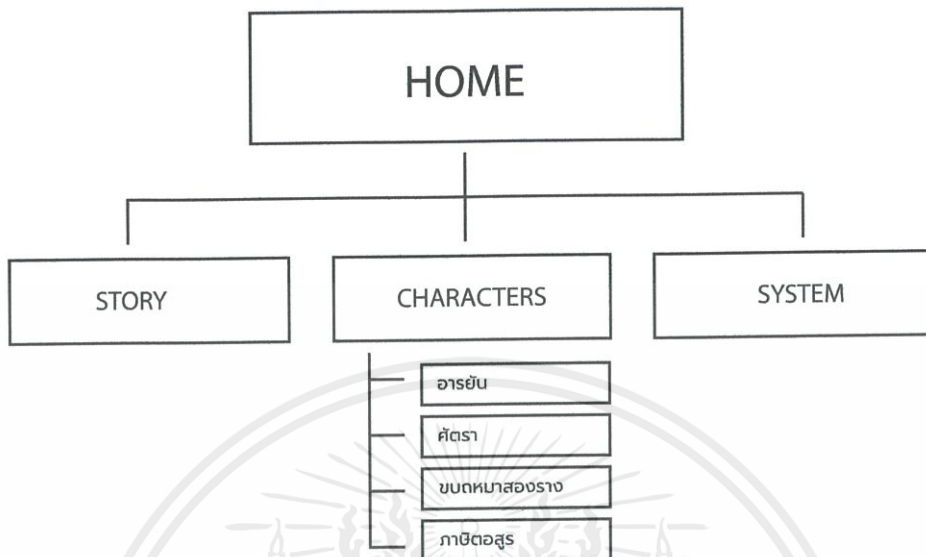 HOME
STORY
CHARACTERS
SYSTEM
อารยัน
ศัตรา
ขบถหมาสองราง
ภาษิตอสูร